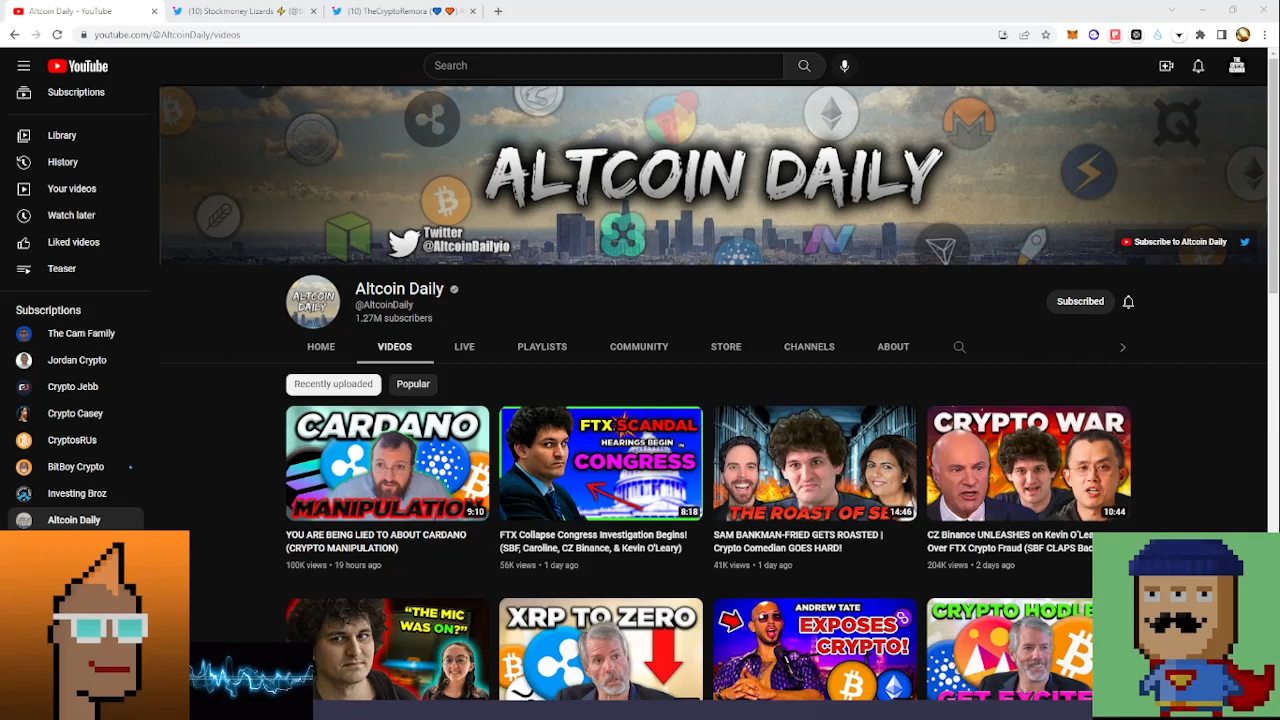 Altcoin Daily - YouTube
(10) Stockmoney Lizards
(10) TheCryptoRemora
youtube.com/@AltcoinDaily/videos
YouTube
Search
Subscriptions
Library
History
Your videos
Watch later
Liked videos
Teaser
Subscriptions
The Cam Family
Jordan Crypto
Crypto Jebb
Crypto Casey
CryptosRUs
BitBoy Crypto
Investing Broz
Altcoin Daily
ALTCOIN DAILY
Twitter
@AltcoinDailyio
Subscribe to Altcoin Daily
ALTCOIN
DAILY
Altcoin Daily
@AltcoinDaily
1.27M subscribers
Subscribed
HOME VIDEOS LIVE PLAYLISTS COMMUNITY STORE CHANNELS ABOUT
Recently uploaded Popular
CARDANO
MANIPULATION
9:10
YOU ARE BEING LIED TO ABOUT CARDANO
(CRYPTO MANIPULATION)
100K views • 19 hours ago
FTX SCANDAL
HEARINGS BEGIN IN
CONGRESS
8:18
FTX Collapse Congress Investigation Begins!
(SBF, Caroline, CZ Binance, & Kevin O'Leary)
56K views • 1 day ago
THE ROAST OF
14:46
SAM BANKMAN-FRIED GETS ROASTED |
Crypto Comedian GOES HARD!
41K views • 1 day ago
CRYPTO WAR
10:44
CZ Binance UNLEASHES on Kevin O'Lea
Over FTX Crypto Fraud (SBF CLAPS Bac
204K views • 2 days ago
"THE MIC
WAS ON?"
XRP TO ZERO
ANDREW TATE
EXPOSES
CRYPTO!
CRYPTO HODLE
GET EXCITE